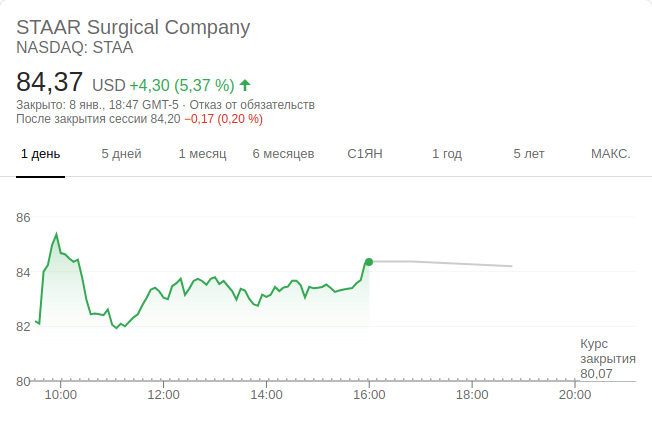 STAAR Surgical Company
NASDAQ: STAA
84,37 USD +4,30 (5,37 %)
Закрыто: 8 янв., 18:47 GMT-5 · Отказ от обязательств
После закрытия сессии 84,20 −0,17 (0,20 %)
1 день 5 дней 1 месяц 6 месяцев С1ЯН 1 год 5 лет МАКС.
86
84
82
Курс
закрытия
80,07
80
10:00 12:00 14:00 16:00 18:00 20:00